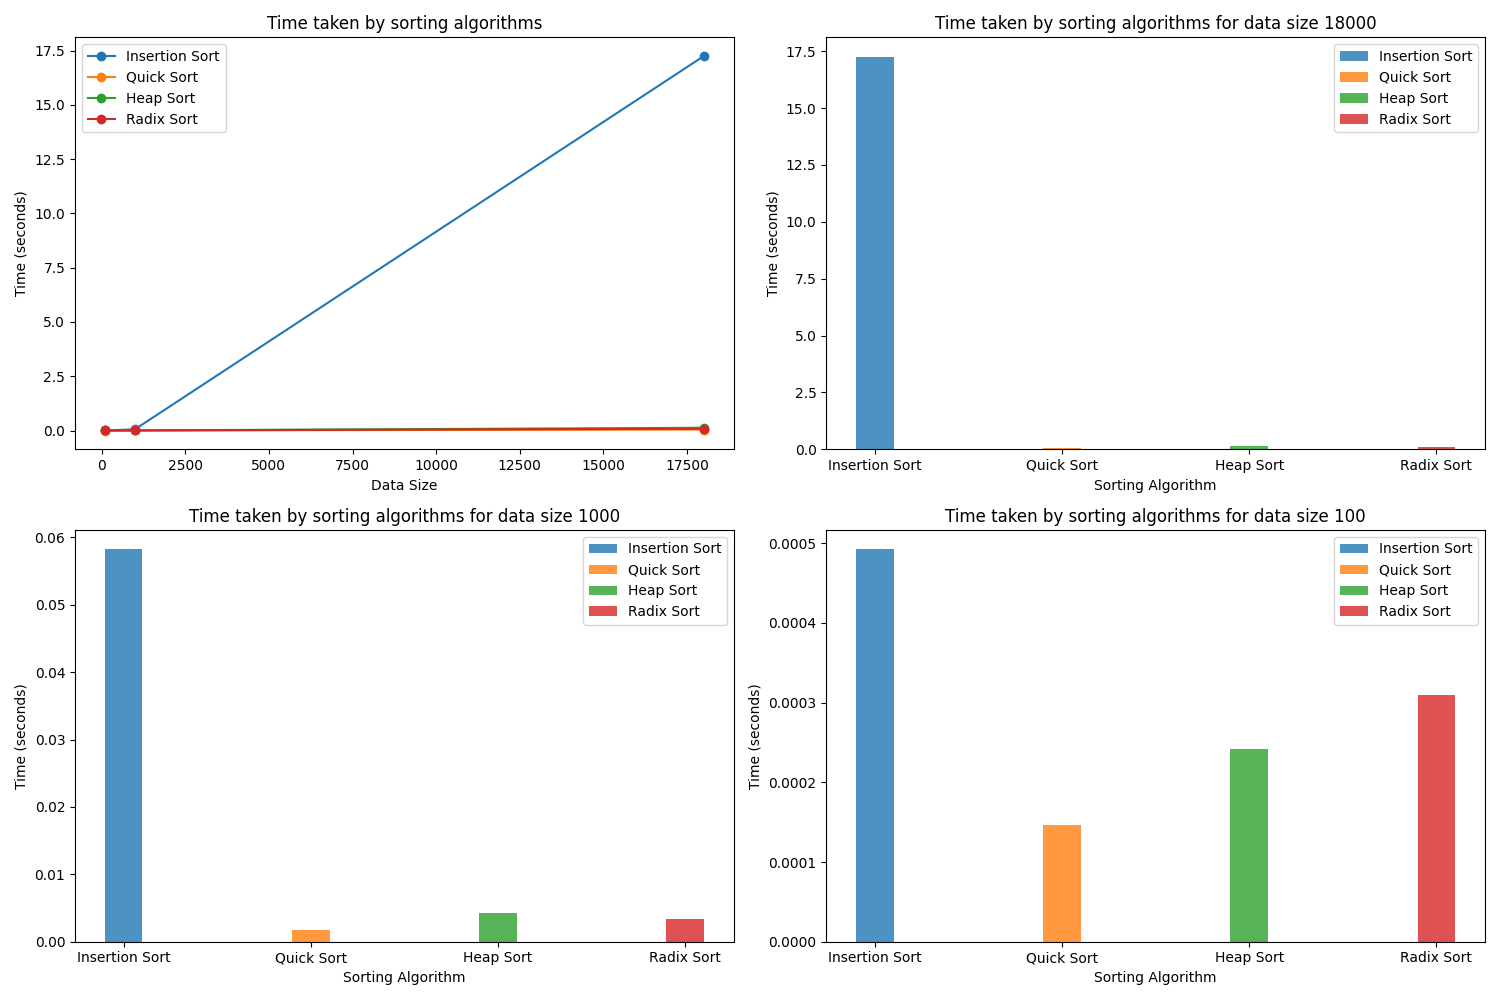 Time taken by sorting algorithms
17.5
15.0
12.5
10.0
7.5
5.0
2.5
0.0
Time (seconds)
Insertion Sort
Quick Sort
Heap Sort
Radix Sort
0 2500 5000 7500 10000 12500 15000 17500
Data Size
Time taken by sorting algorithms for data size 18000
17.5
15.0
12.5
10.0
7.5
5.0
2.5
0.0
Time (seconds)
Insertion Sort
Quick Sort
Heap Sort
Radix Sort
Insertion Sort Quick Sort Heap Sort Radix Sort
Sorting Algorithm
Time taken by sorting algorithms for data size 1000
0.06
0.05
0.04
0.03
0.02
0.01
0.00
Time (seconds)
Insertion Sort
Quick Sort
Heap Sort
Radix Sort
Insertion Sort Quick Sort Heap Sort Radix Sort
Sorting Algorithm
Time taken by sorting algorithms for data size 100
0.0005
0.0004
0.0003
0.0002
0.0001
0.0000
Time (seconds)
Insertion Sort
Quick Sort
Heap Sort
Radix Sort
Insertion Sort Quick Sort Heap Sort Radix Sort
Sorting Algorithm